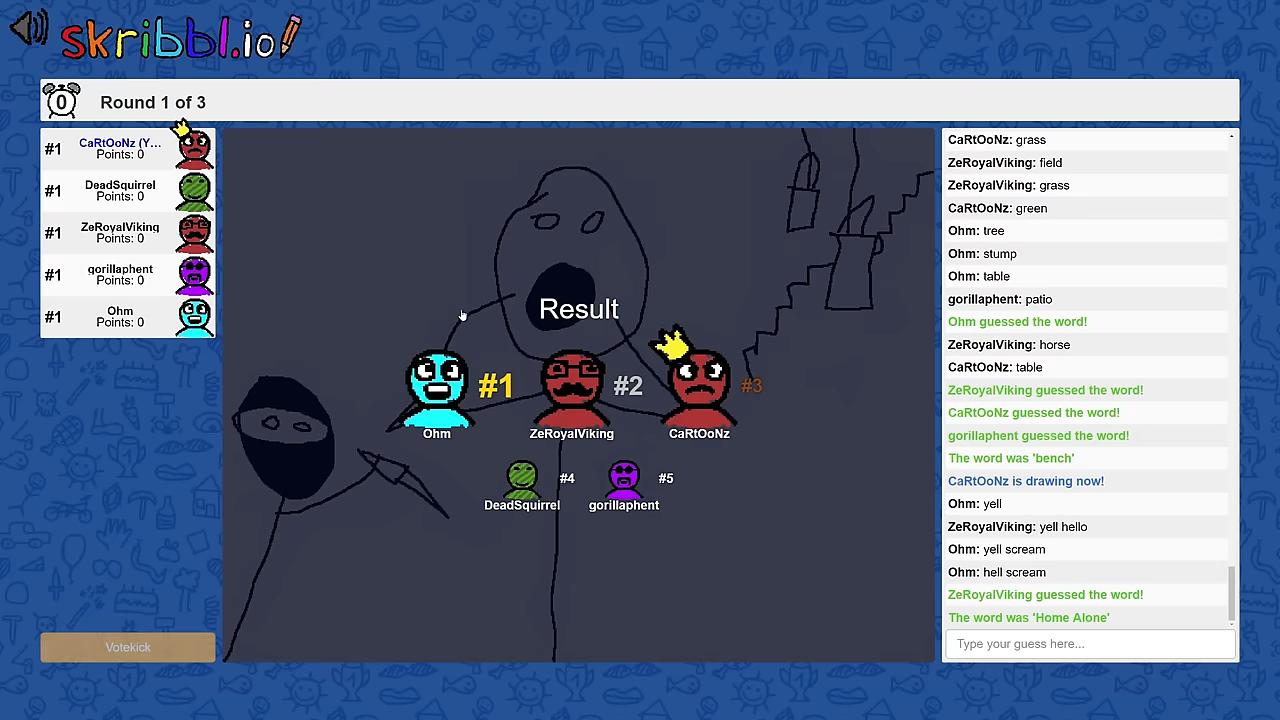 skribbl.io
0
Round 1 of 3
#1
CaRtOoNz (Y...
Points: 0
#1
DeadSquirrel
Points: 0
#1
ZeRoyalViking
Points: 0
#1
gorillaphent
Points: 0
#1
Ohm
Points: 0
Votekick
Result
#1
#2
#3
Ohm
ZeRoyalViking
CaRtOoNz
#4
#5
DeadSquirrel
gorillaphent
CaRtOoNz: grass
ZeRoyalViking: field
ZeRoyalViking: grass
CaRtOoNz: green
Ohm: tree
Ohm: stump
Ohm: table
gorillaphent: patio
Ohm guessed the word!
ZeRoyalViking: horse
CaRtOoNz: table
ZeRoyalViking guessed the word!
CaRtOoNz guessed the word!
gorillaphent guessed the word!
The word was 'bench'
CaRtOoNz is drawing now!
Ohm: yell
ZeRoyalViking: yell hello
Ohm: yell scream
Ohm: hell scream
ZeRoyalViking guessed the word!
The word was 'Home Alone'
Type your guess here...